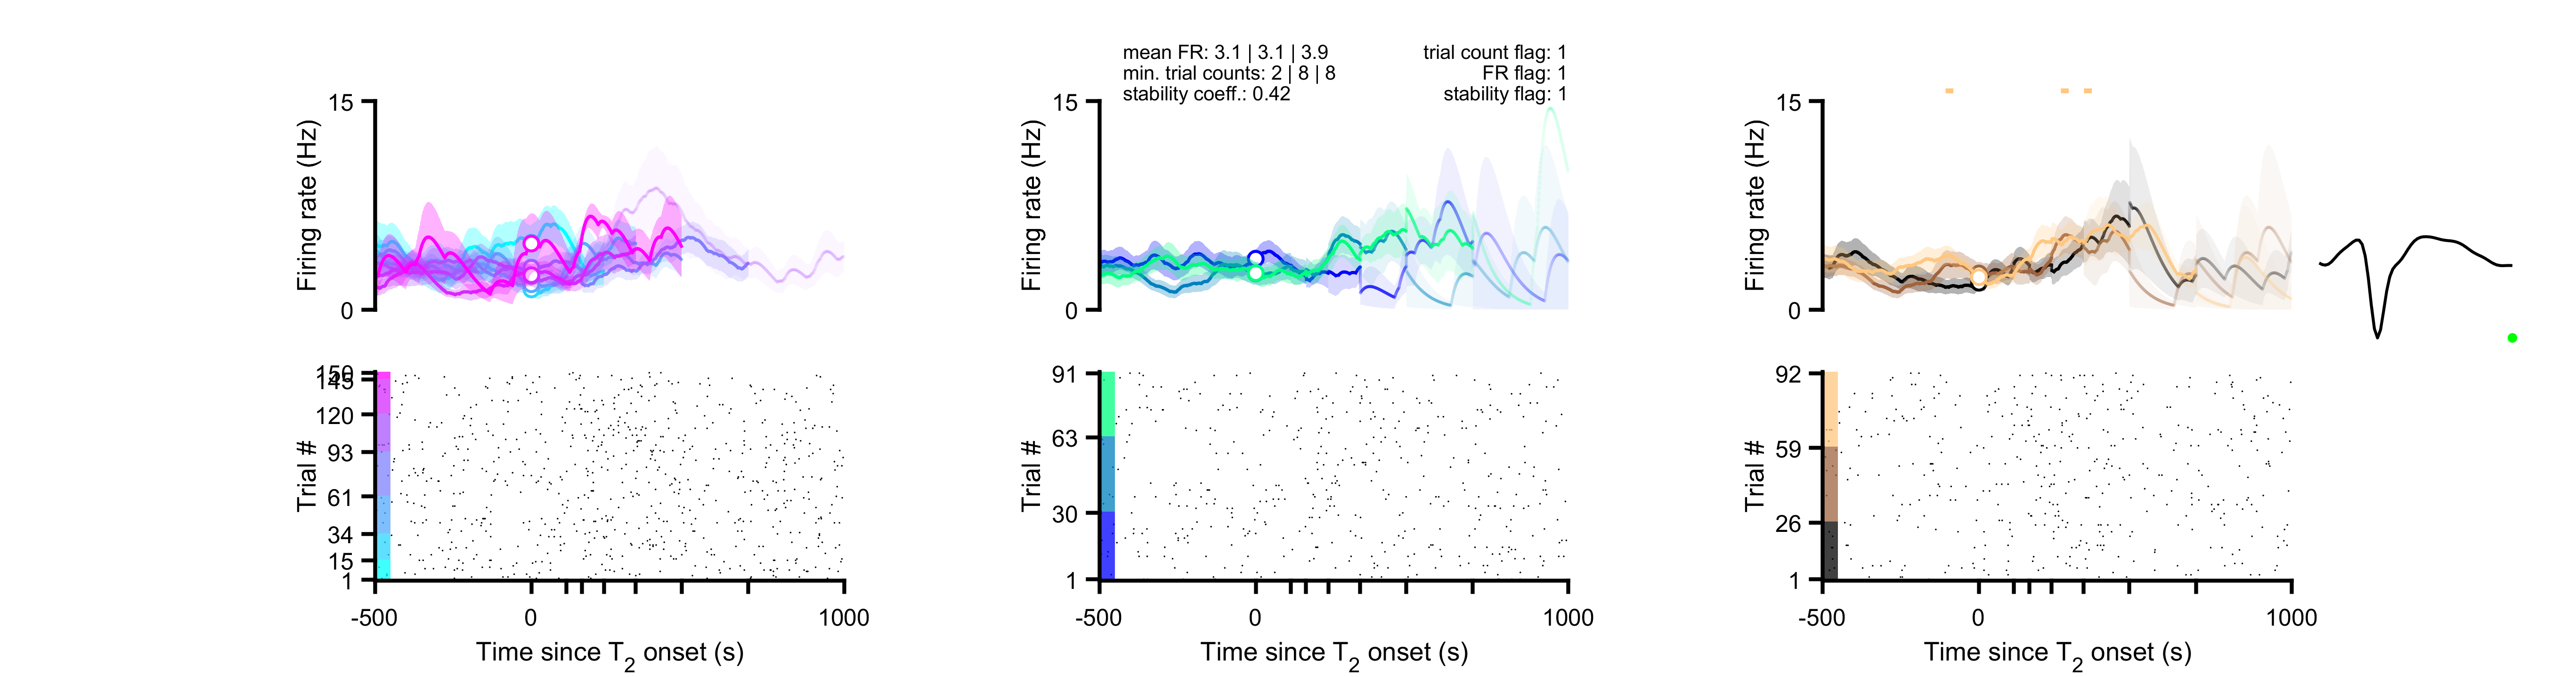 mean FR: 3.1 | 3.1 | 3.9
min. trial counts: 2 | 8 | 8
stability coeff.: 0.42
trial count flag: 1
FR flag: 1
stability flag: 1
Firing rate (Hz)
15
0
Firing rate (Hz)
15
0
Firing rate (Hz)
15
0
Trial #
150
145
120
93
61
34
15
1
-500
0
1000
Time since T2 onset (s)
Trial #
91
63
30
1
-500
0
1000
Time since T2 onset (s)
Trial #
92
59
26
1
-500
0
1000
Time since T2 onset (s)